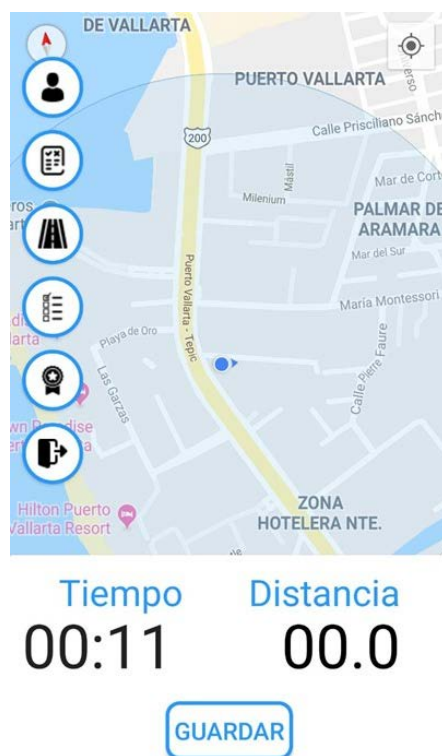 DE VALLARTA
PUERTO VALLARTA
200
Calle Prisciliano Sánch
Mástil
Milenium
Mar de Cort
PALMAR DE
ARAMARA
Mar del Sur
María Montessori
Puerto Vallarta - Tepic
Playa de Oro
Las Garzas
Calle Pierre Faure
Hilton Puerto
Vallarta Resort
ZONA
HOTELERA NTE.
Tiempo
Distancia
00:11
00.0
GUARDAR